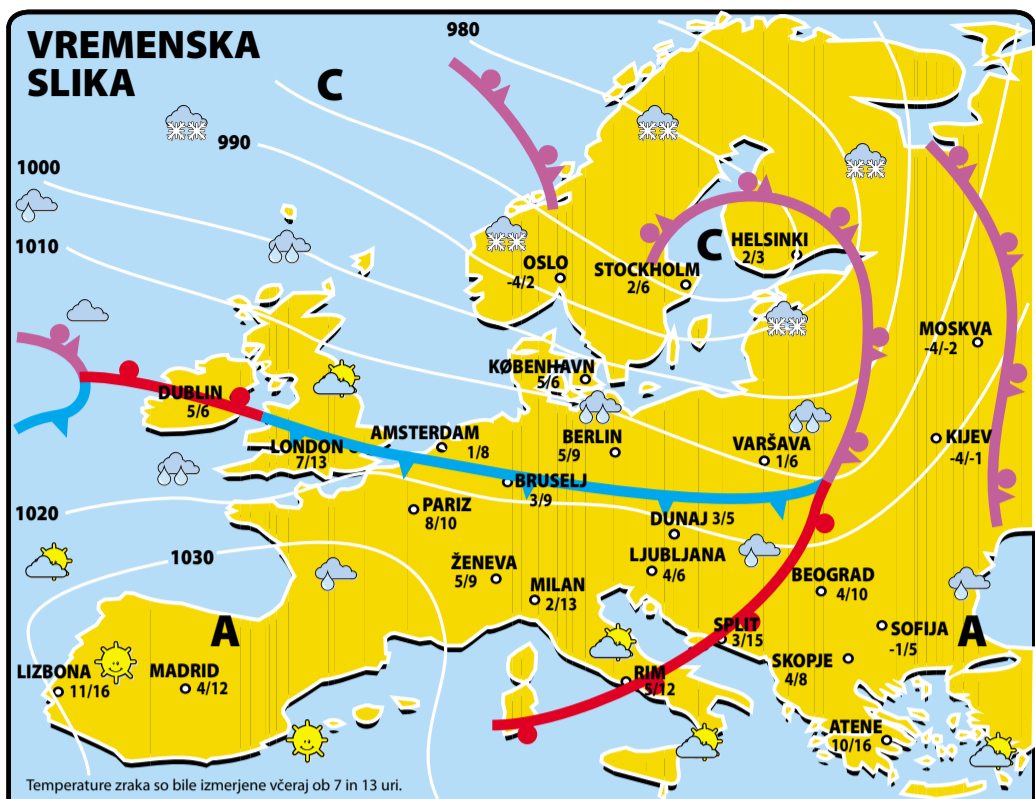 VREMENSKA
SLIKA
980
C
990
1000
1010
C
HELSINKI
2/3
OSLO
-4/2
STOCKHOLM
2/6
MOSKVA
-4/-2
KØBENHAVN
5/6
DUBLIN
5/6
AMSTERDAM
1/8
BERLIN
5/9
VARŠAVA
1/6
KIJEV
-4/-1
LONDON
7/13
BRUSELJ
3/9
PARIZ
8/10
1020
DUNAJ 3/5
1030
ŽENEVA
5/9
LJUBLJANA
4/6
MILAN
2/13
BEOGRAD
4/10
A
SPLIT
3/15
SOFIJA
-1/5
A
LIZBONA
11/16
MADRID
4/12
RIM
5/12
SKOPJE
4/8
ATENE
10/16
Temperature zraka so bile izmerjene včeraj ob 7 in 13 uri.